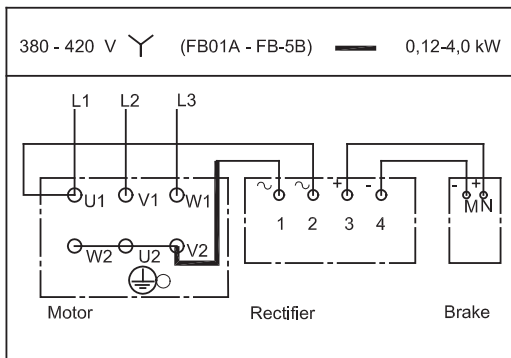 380 - 420 V (FB01A - FB-5B) 0,12-4,0 kW
L1 L2 L3
U1 V1 W1 ~ ~ + - - +
1 2 3 4 M N
W2 U2 V2
Motor Rectifier Brake